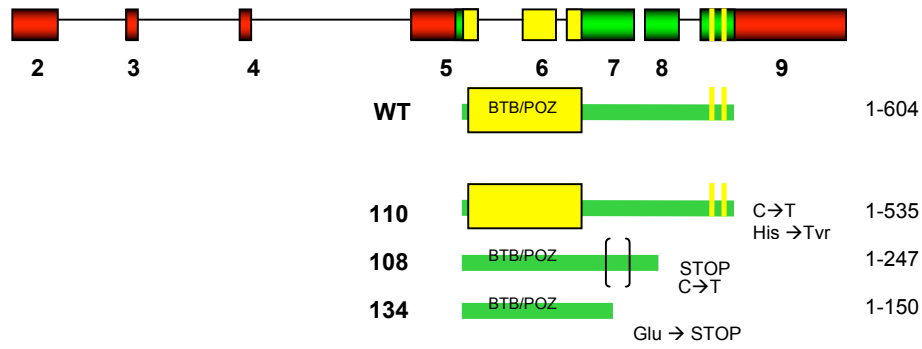 2 3 4 5 6 7 8 9
WT BTB/POZ 1-604
110 C→T 1-535
His →Tvr
108 BTB/POZ STOP 1-247
C→T
134 BTB/POZ 1-150
Glu → STOP